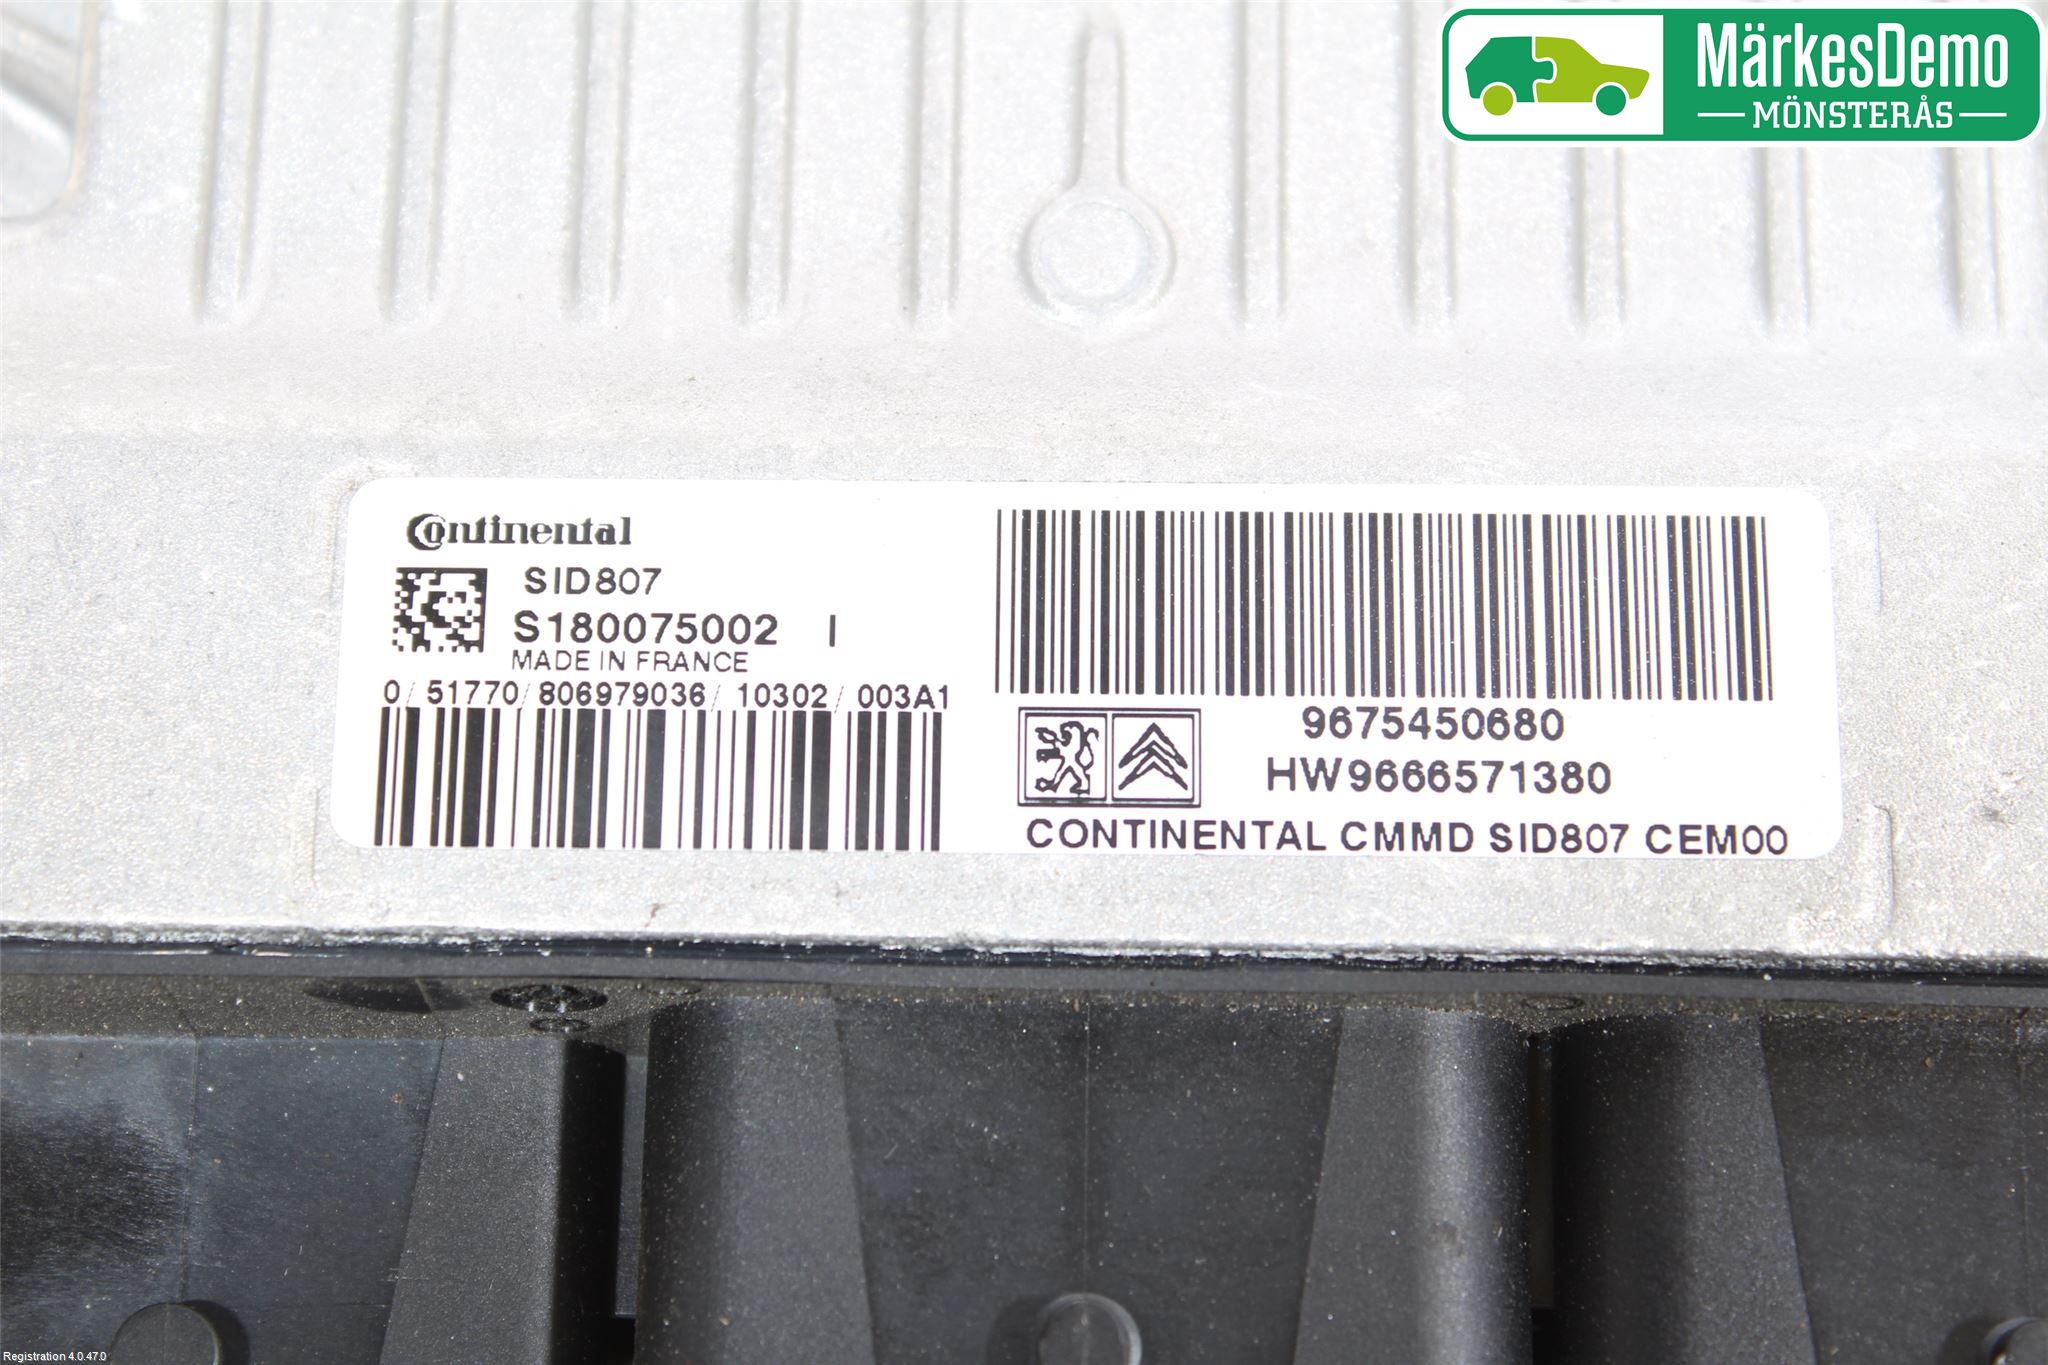 MärkesDemo
MÖNSTERÅS
Continental
SID807
S180075002 I
MADE IN FRANCE
0/ 51770/ 806979036/ 10302/ 003A1
9675450680
HW9666571380
CONTINENTAL CMMD SID807 CEM00
Registration 4.0.47.0